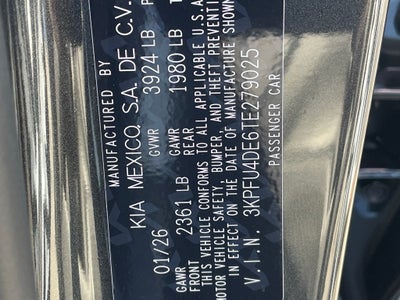 MANUFACTURED BY
KIA MEXICO, S.A. DE C.V.
01/26 GVWR 3924 LB
GAWR FRONT 2361 LB GAWR REAR 1980 LB
THIS VEHICLE CONFORMS TO ALL APPLICABLE U.S.A
MOTOR VEHICLE SAFETY, BUMPER, AND THEFT PREVENTI
IN EFFECT ON THE DATE OF MANUFACTURE SHOWN
V.I.N. 3KPFU4DE6TE279025
PASSENGER CAR